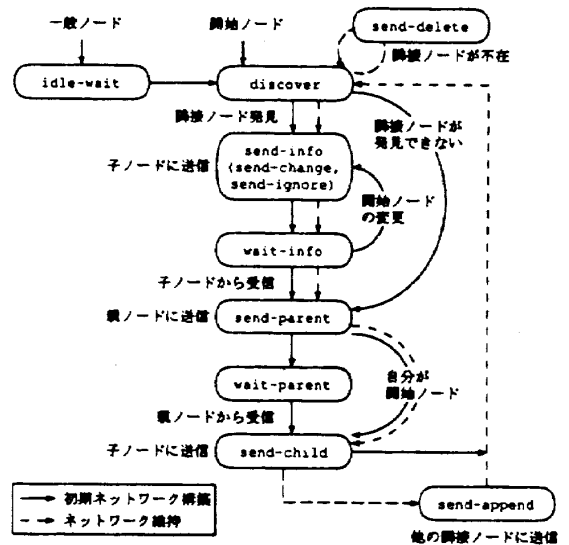 一般ノード
開始ノード
send-delete
隣接ノードが不在
idle-wait
discover
隣接ノード発見
隣接ノードが
発見できない
子ノードに送信
send-info
(send-change,
send-ignore)
開始ノード
の変更
wait-info
子ノードから受信
親ノードに送信
send-parent
自分が
開始ノード
wait-parent
親ノードから受信
子ノードに送信
send-child
初期ネットワーク構築
ネットワーク維持
send-append
他の隣接ノードに送信